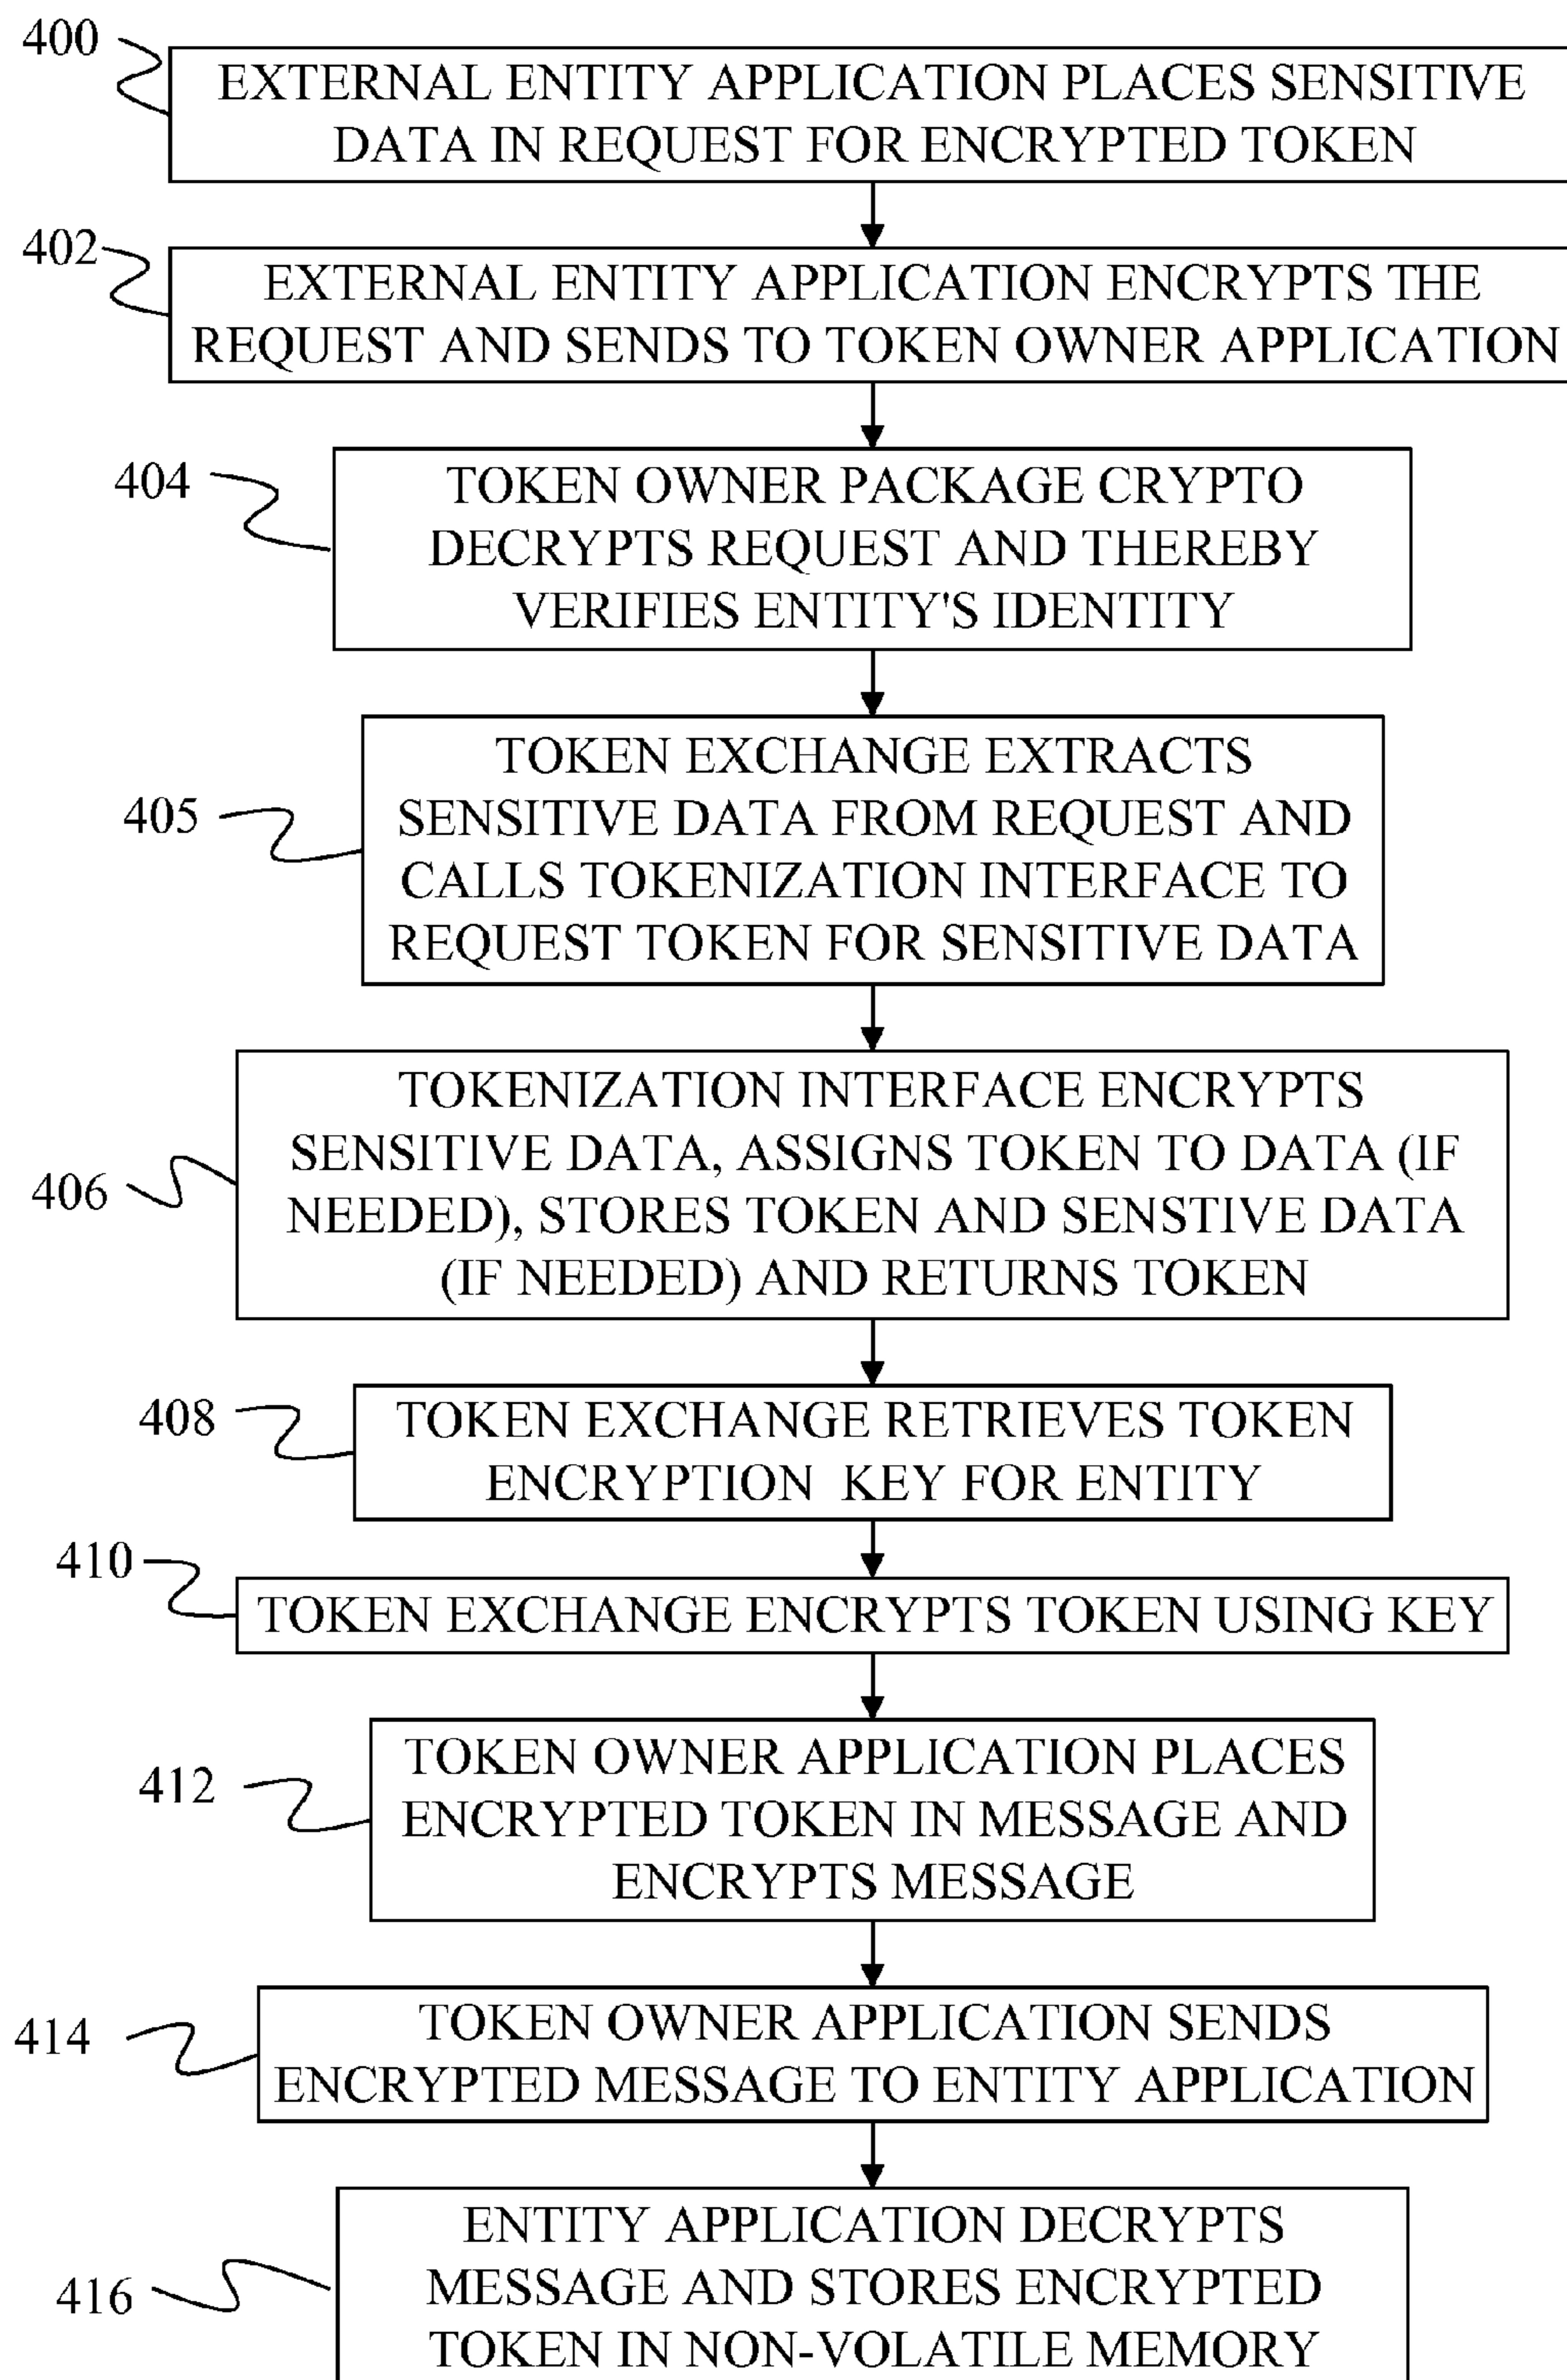 400
EXTERNAL ENTITY APPLICATION PLACES SENSITIVE
DATA IN REQUEST FOR ENCRYPTED TOKEN
402
EXTERNAL ENTITY APPLICATION ENCRYPTS THE
REQUEST AND SENDS TO TOKEN OWNER APPLICATION
404
TOKEN OWNER PACKAGE CRYPTO
DECRYPTS REQUEST AND THEREBY
VERIFIES ENTITY'S IDENTITY
405
TOKEN EXCHANGE EXTRACTS
SENSITIVE DATA FROM REQUEST AND
CALLS TOKENIZATION INTERFACE TO
REQUEST TOKEN FOR SENSITIVE DATA
406
TOKENIZATION INTERFACE ENCRYPTS
SENSITIVE DATA, ASSIGNS TOKEN TO DATA (IF
NEEDED), STORES TOKEN AND SENSTIVE DATA
(IF NEEDED) AND RETURNS TOKEN
408
TOKEN EXCHANGE RETRIEVES TOKEN
ENCRYPTION KEY FOR ENTITY
410
TOKEN EXCHANGE ENCRYPTS TOKEN USING KEY
412
TOKEN OWNER APPLICATION PLACES
ENCRYPTED TOKEN IN MESSAGE AND
ENCRYPTS MESSAGE
414
TOKEN OWNER APPLICATION SENDS
ENCRYPTED MESSAGE TO ENTITY APPLICATION
416
ENTITY APPLICATION DECRYPTS
MESSAGE AND STORES ENCRYPTED
TOKEN IN NON-VOLATILE MEMORY